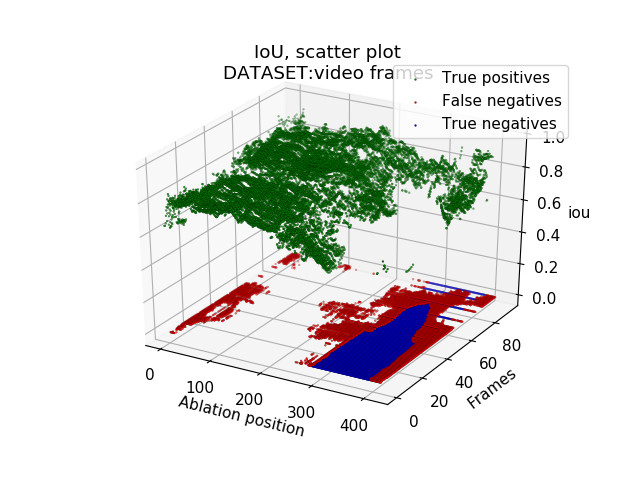 IoU, scatter plot
DATASET:video frames
True positives
False negatives
True negatives
1.0
0.8
0.6
0.4
0.2
0.0
iou
0
100
200
300
400
Ablation position
0
20
40
60
80
Frames